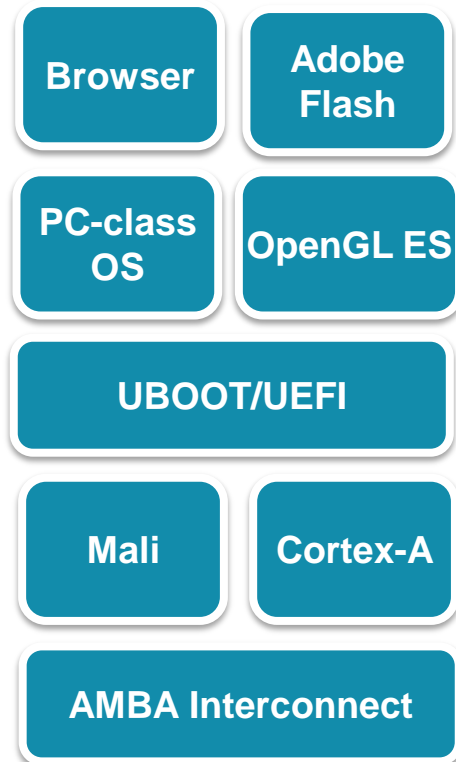 Browser
Adobe
Flash
PC-class
OS
OpenGL ES
UBOOT/UEFI
Mali
Cortex-A
AMBA Interconnect